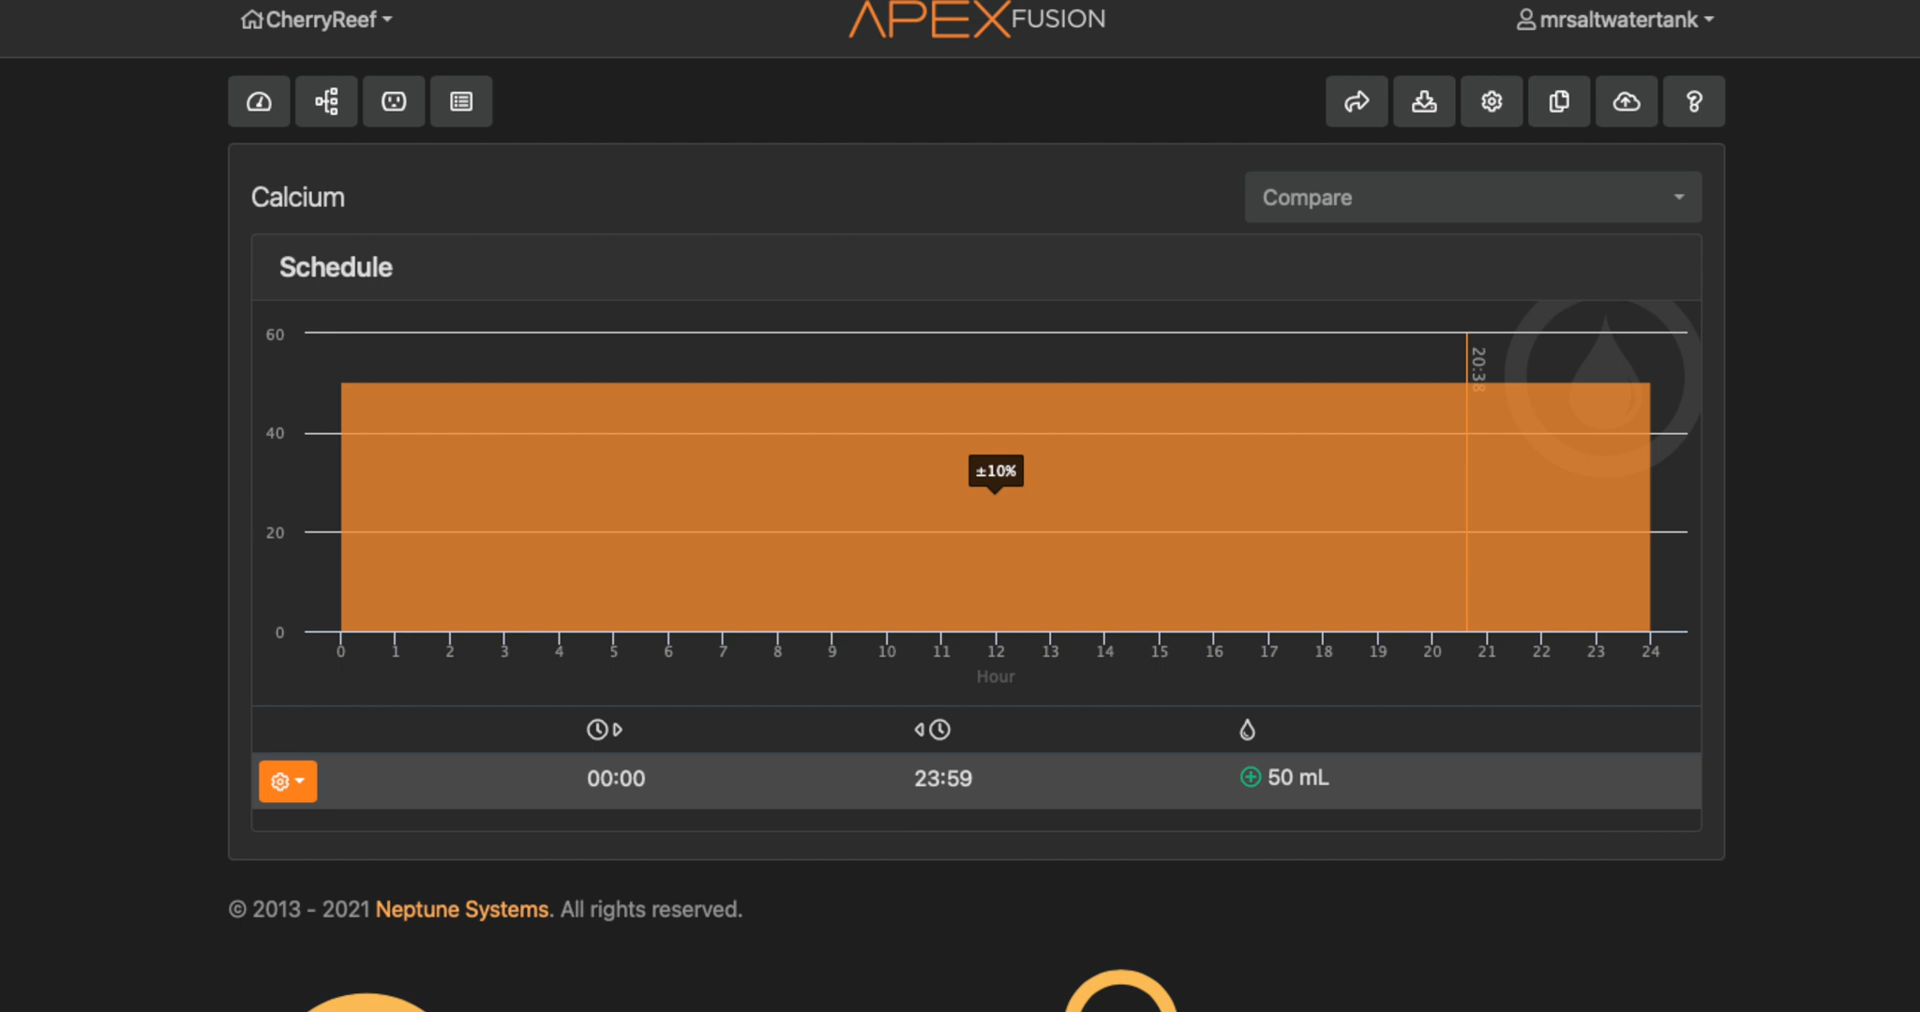 CherryReef
APEX FUSION
mrsaltwatertank
Calcium
Compare
Schedule
60
40
20
0
20:38
±10%
0 1 2 3 4 5 6 7 8 9 10 11 12 13 14 15 16 17 18 19 20 21 22 23 24
Hour
00:00 23:59 50 mL
© 2013 - 2021 Neptune Systems. All rights reserved.